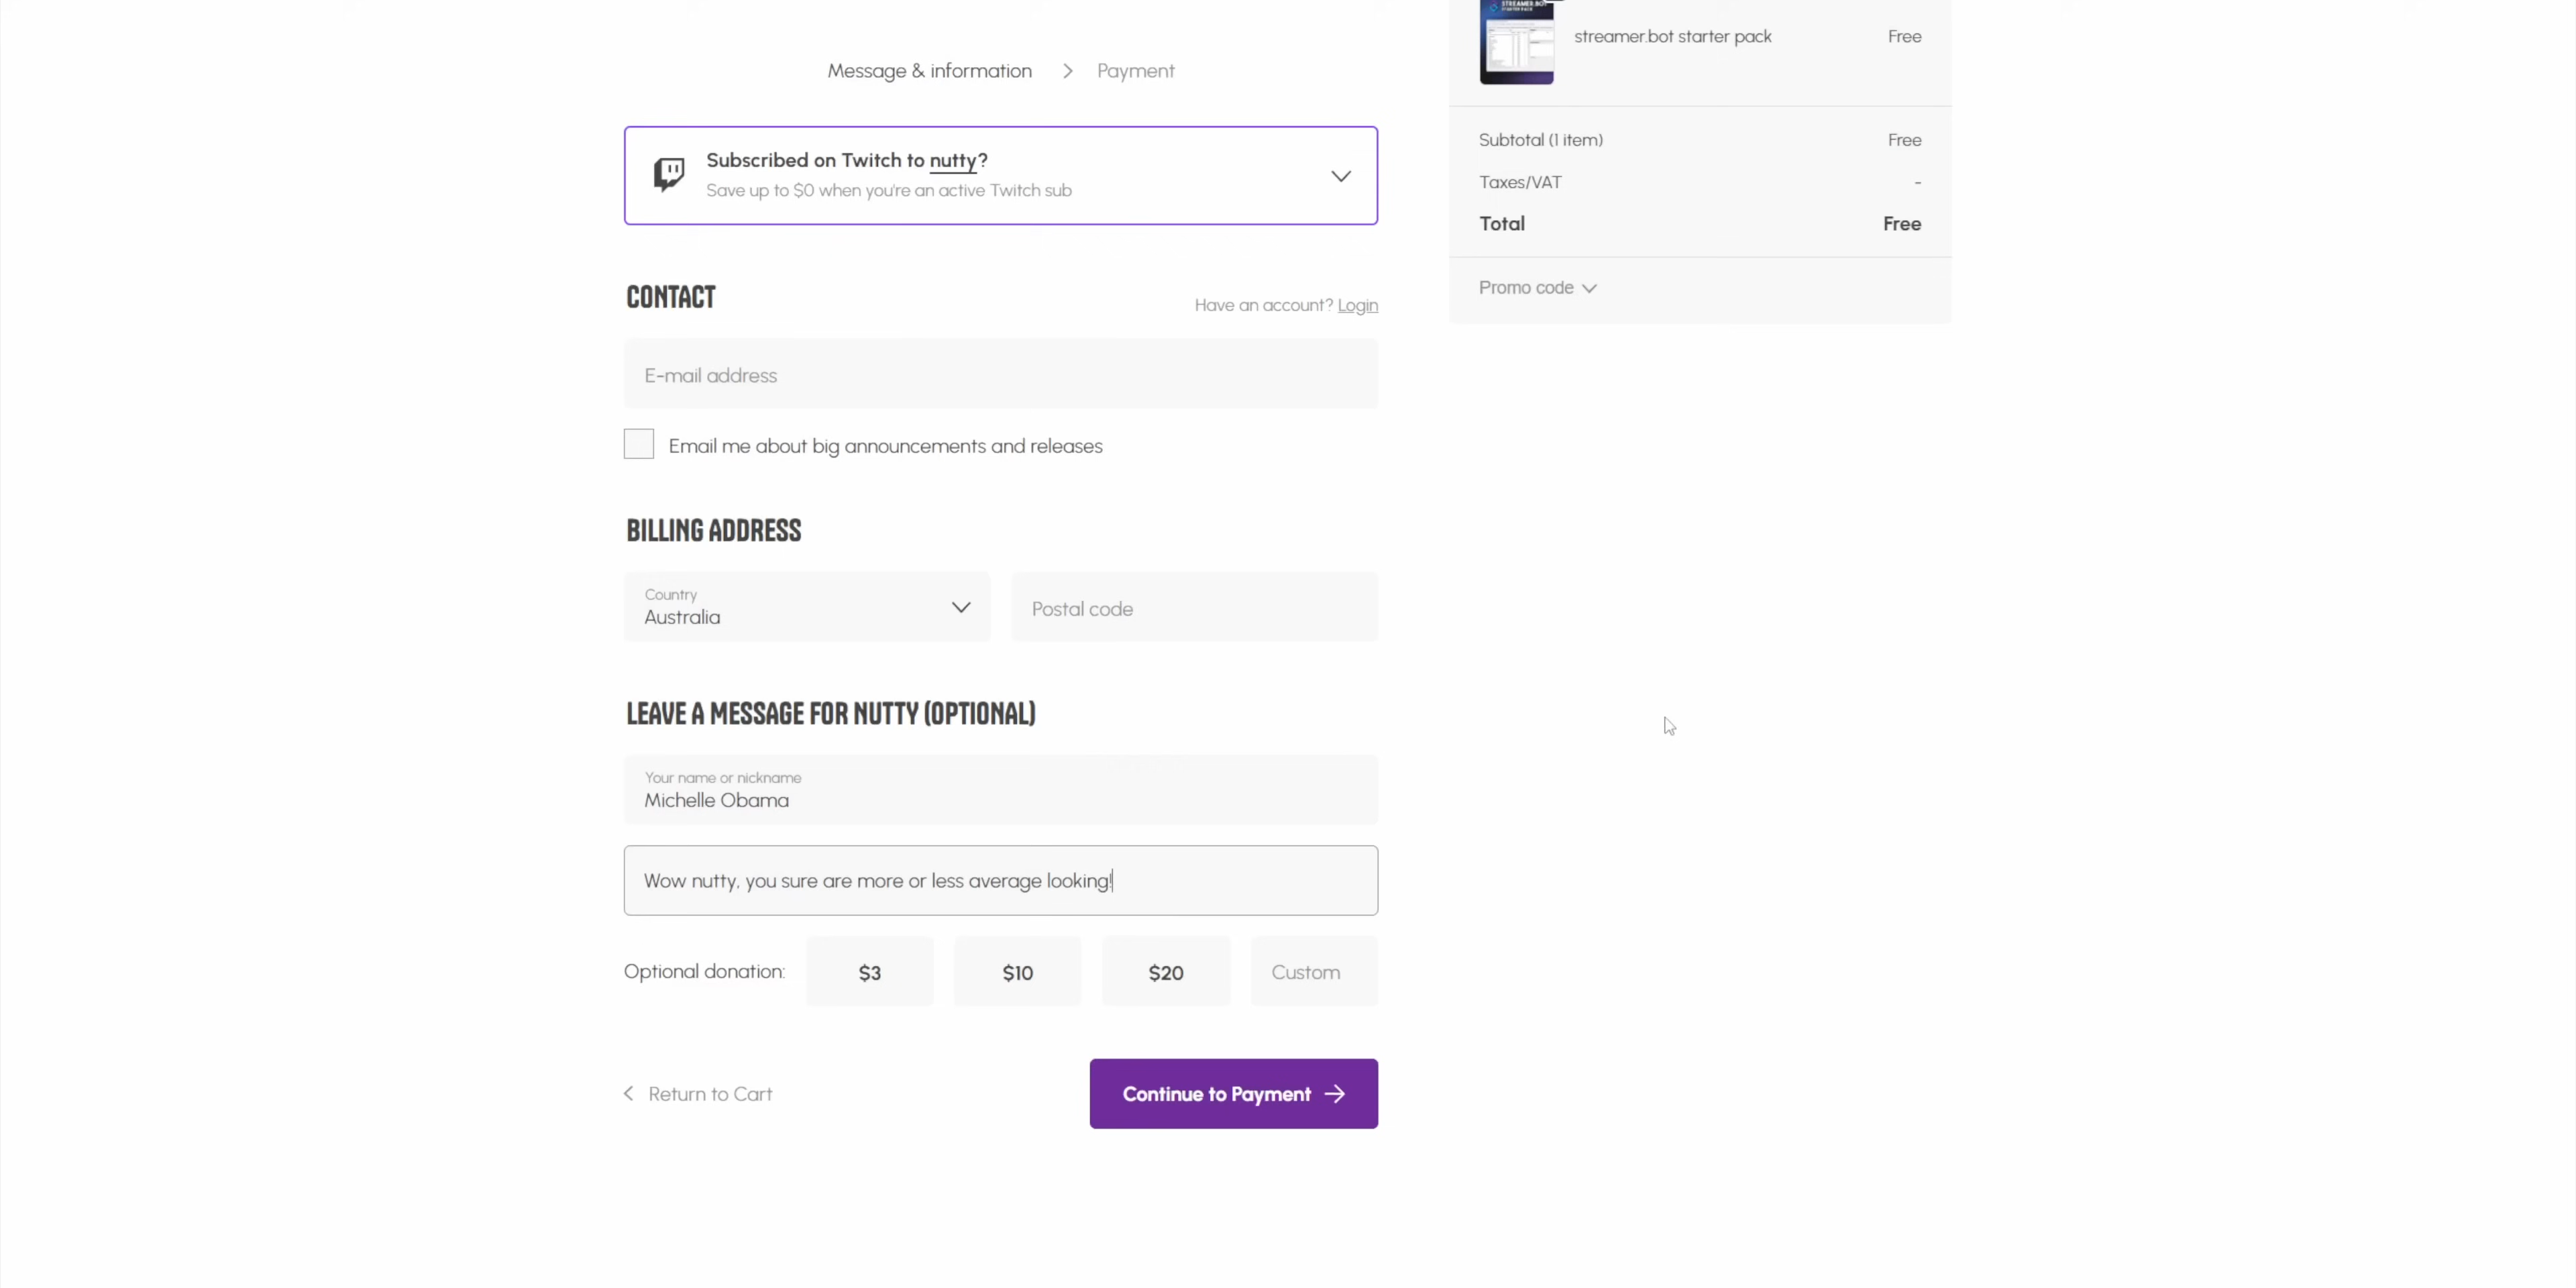 Message & information
Payment
Subscribed on Twitch to nutty?
Save up to $0 when you're an active Twitch sub
CONTACT
Have an account? Login
E-mail address
Email me about big announcements and releases
BILLING ADDRESS
Country
Australia
Postal code
LEAVE A MESSAGE FOR NUTTY (OPTIONAL)
Your name or nickname
Michelle Obama
Wow nutty, you sure are more or less average looking!
Optional donation:
$3
$10
$20
Custom
Return to Cart
Continue to Payment
STREAMER.BOT
STARTER PACK
streamer.bot starter pack
Free
Subtotal (1 item)
Free
Taxes/VAT
-
Total
Free
Promo code